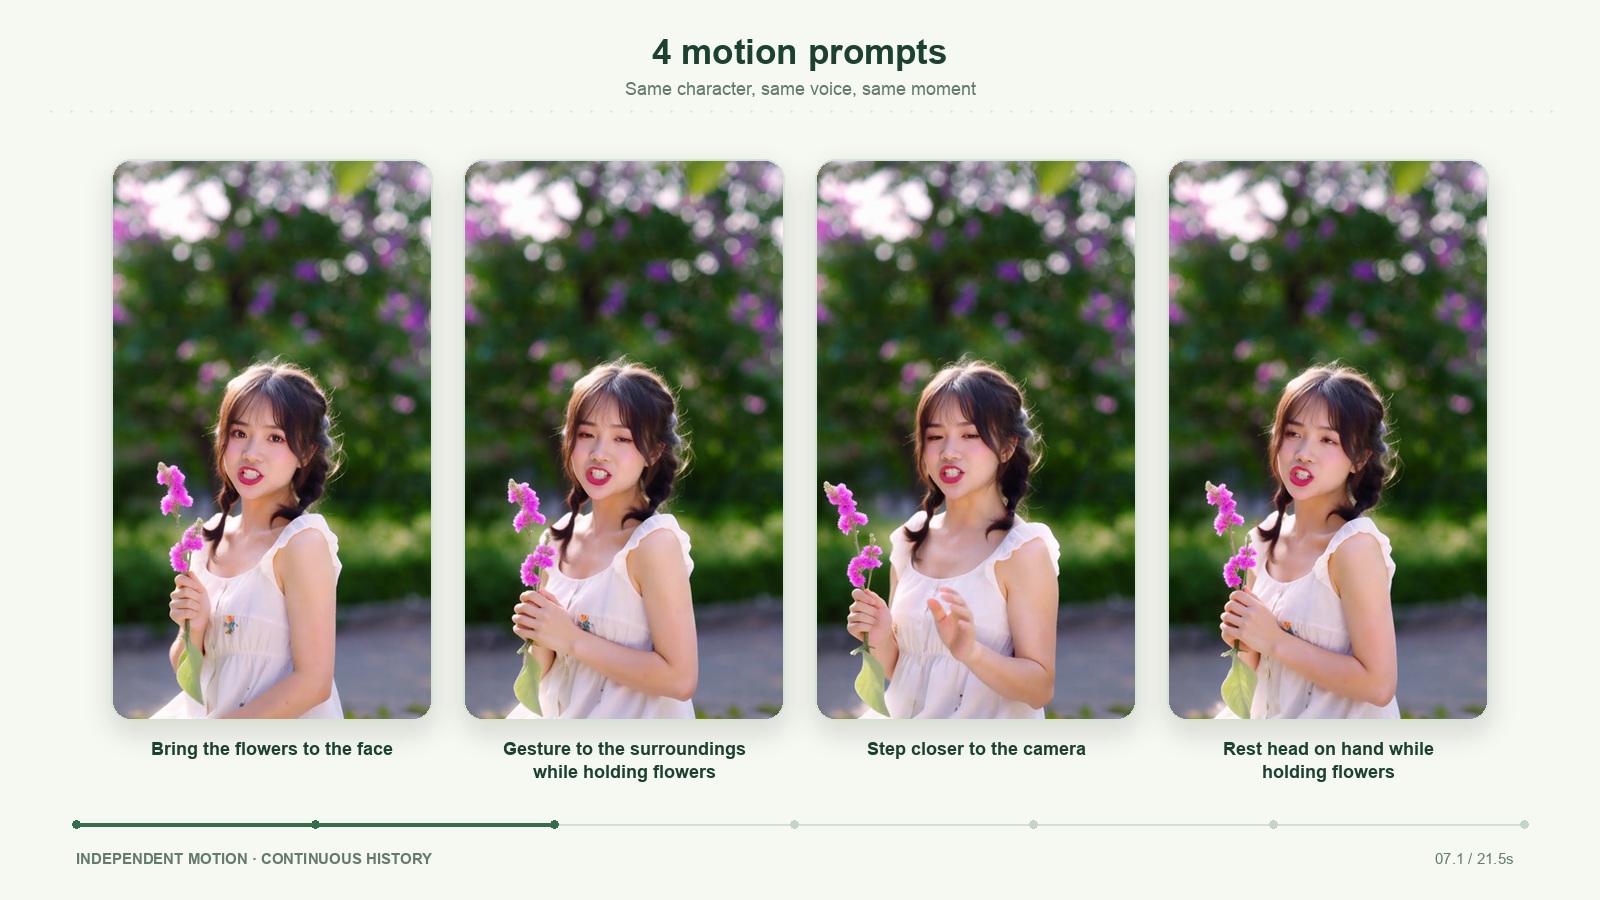 4 motion prompts
Same character, same voice, same moment
Bring the flowers to the face
Gesture to the surroundings
while holding flowers
Step closer to the camera
Rest head on hand while
holding flowers
INDEPENDENT MOTION · CONTINUOUS HISTORY
07.1 / 21.5s